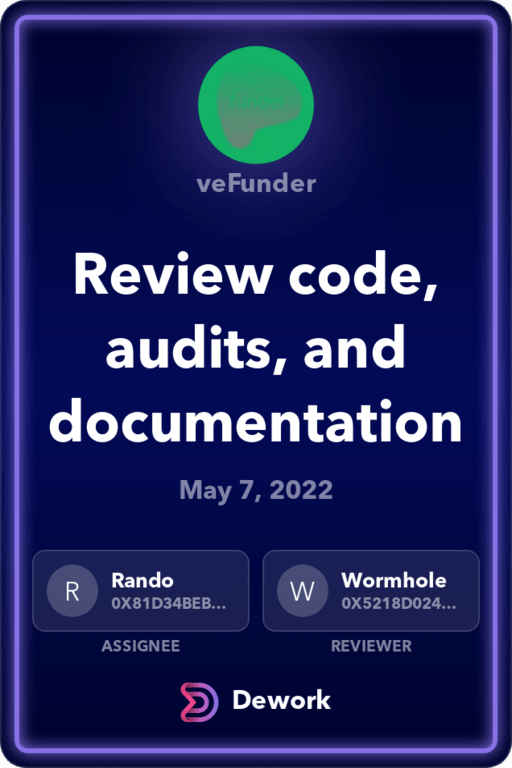 veFunder
Review code,
audits, and
documentation
May 7, 2022
R
Rando
0X81D34BEB...
W
Wormhole
0X5218D024...
ASSIGNEE
REVIEWER
Dework